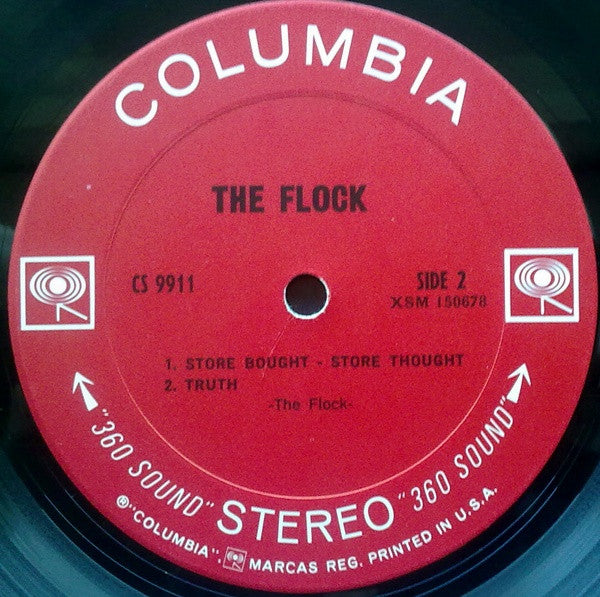 COLUMBIA
THE FLOCK
CS 9911
SIDE 2
XSM 150678
1. STORE BOUGHT - STORE THOUGHT
2. TRUTH
-The Flock-
"360 SOUND" STEREO "360 SOUND"
®"COLUMBIA", MARCAS REG. PRINTED IN U.S.A.